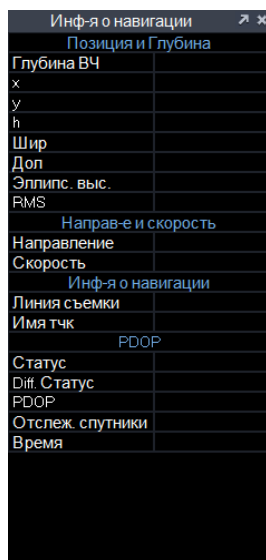 Инф-я о навигации
Позиция и Глубина
Глубина ВЧ
x
y
h
Шир
Дол
Эллипс. выс.
RMS
Направ-е и скорость
Направление
Скорость
Инф-я о навигации
Линия съемки
Имя тчк
PDOP
Статус
Diff. Статус
PDOP
Отслеж. спутники
Время